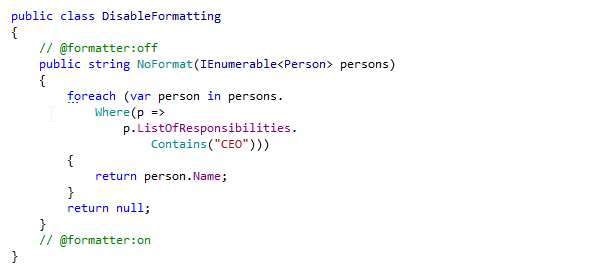 public class DisableFormatting
{
    // @formatter:off
    public string NoFormat(IEnumerable<Person> persons)
    {
        foreach (var person in persons.
            Where(p =>
                p.ListOfResponsibilities.
                    Contains("CEO")))
        {
            return person.Name;
        }
        return null;
    }
    // @formatter:on
}